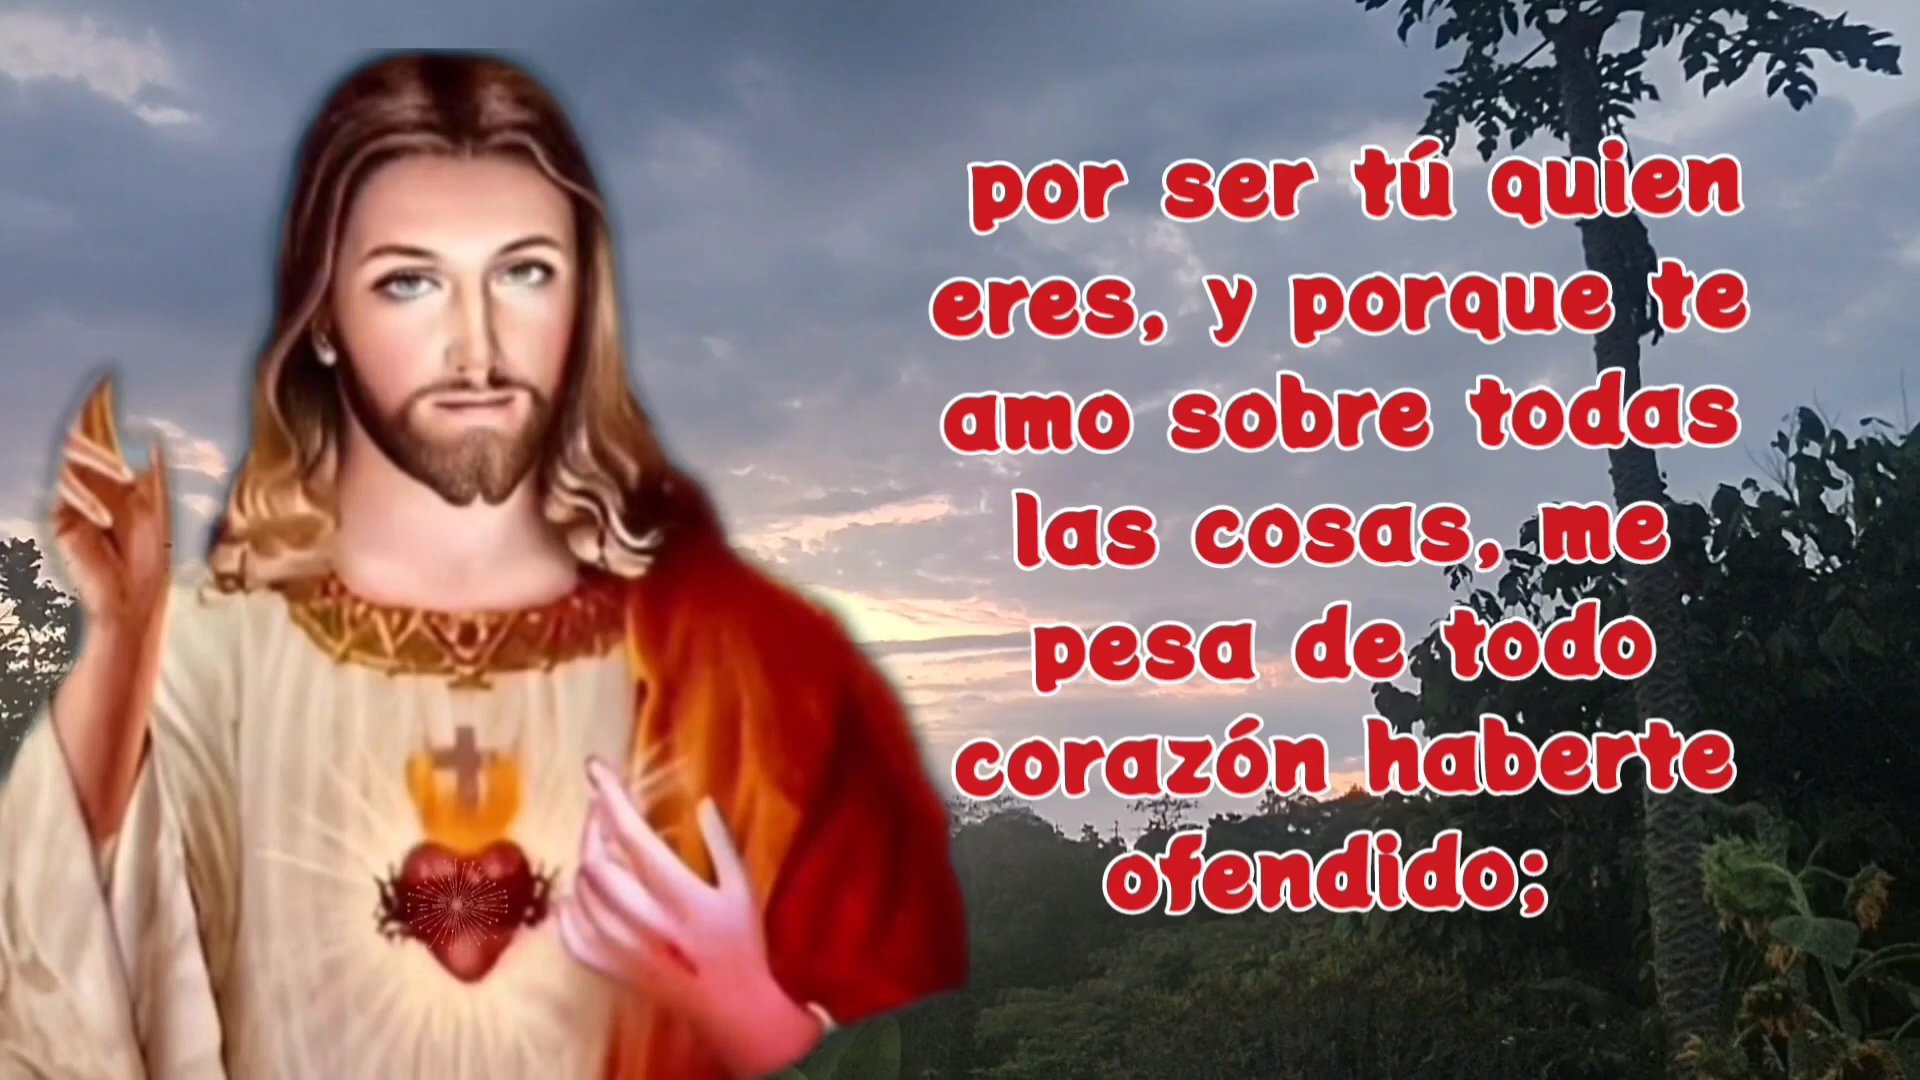 por ser tú quien
eres, y porque te
amo sobre todas
las cosas, me
pesa de todo
corazón haberte
ofendido;